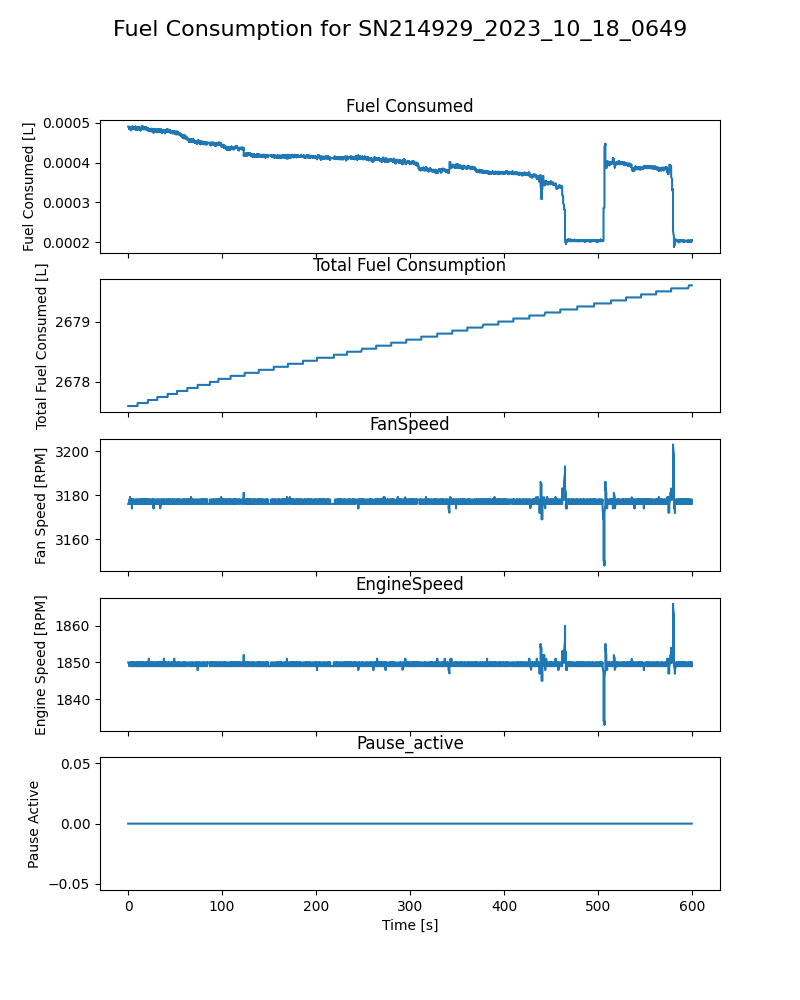 Fuel Consumption for SN214929_2023_10_18_0649
Fuel Consumed
Fuel Consumed [L]
0.0005
0.0004
0.0003
0.0002
Total Fuel Consumption
Total Fuel Consumed [L]
2679
2678
FanSpeed
Fan Speed [RPM]
3200
3180
3160
EngineSpeed
Engine Speed [RPM]
1860
1850
1840
Pause_active
Pause Active
0.05
0.00
−0.05
0 100 200 300 400 500 600
Time [s]